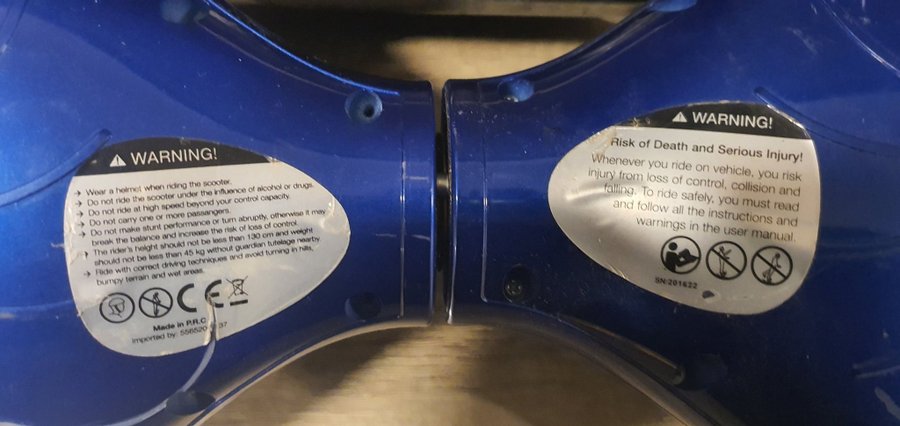 WARNING!
→ Wear a helmet when riding the scooter.
→ Do not ride the scooter under the influence of alcohol or drugs.
→ Do not ride at high speed beyond your control capacity.
→ Do not carry one or more passengers.
→ Do not make stunt performance or turn abruptly, otherwise it may
break the balance and increase the risk of loss of control.
→ The rider's height should not be less than 130 cm and weight
should not be less than 45 kg without guardian tutelage nearby.
→ Ride with correct driving techniques and avoid turning in hills,
bumpy terrain and wet areas.
CE
Made in P.R.C
Imported by: 37
WARNING!
Risk of Death and Serious Injury!
Whenever you ride on vehicle, you risk
injury from loss of control, collision and
falling. To ride safely, you must read
and follow all the instructions and
warnings in the user manual.
SN:201622